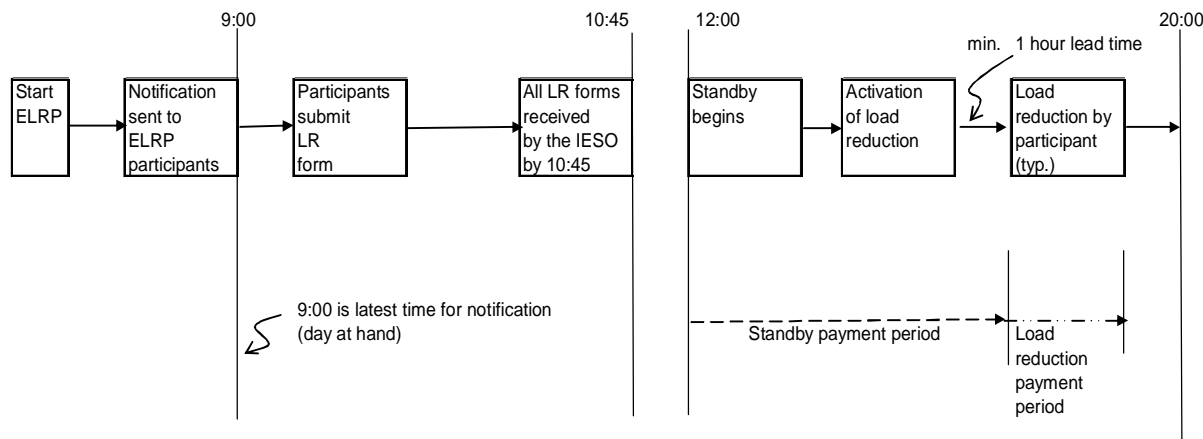 9:00
10:45
12:00
20:00
min. 1 hour lead time
Start
ELRP
Notification
sent to
ELRP
participants
Participants
submit
LR
form
All LR forms
received
by the IESO
by 10:45
Standby
begins
Activation
of load
reduction
Load
reduction by
participant
(typ.)
9:00 is latest time for notification
(day at hand)
Standby payment period
Load
reduction
payment
period